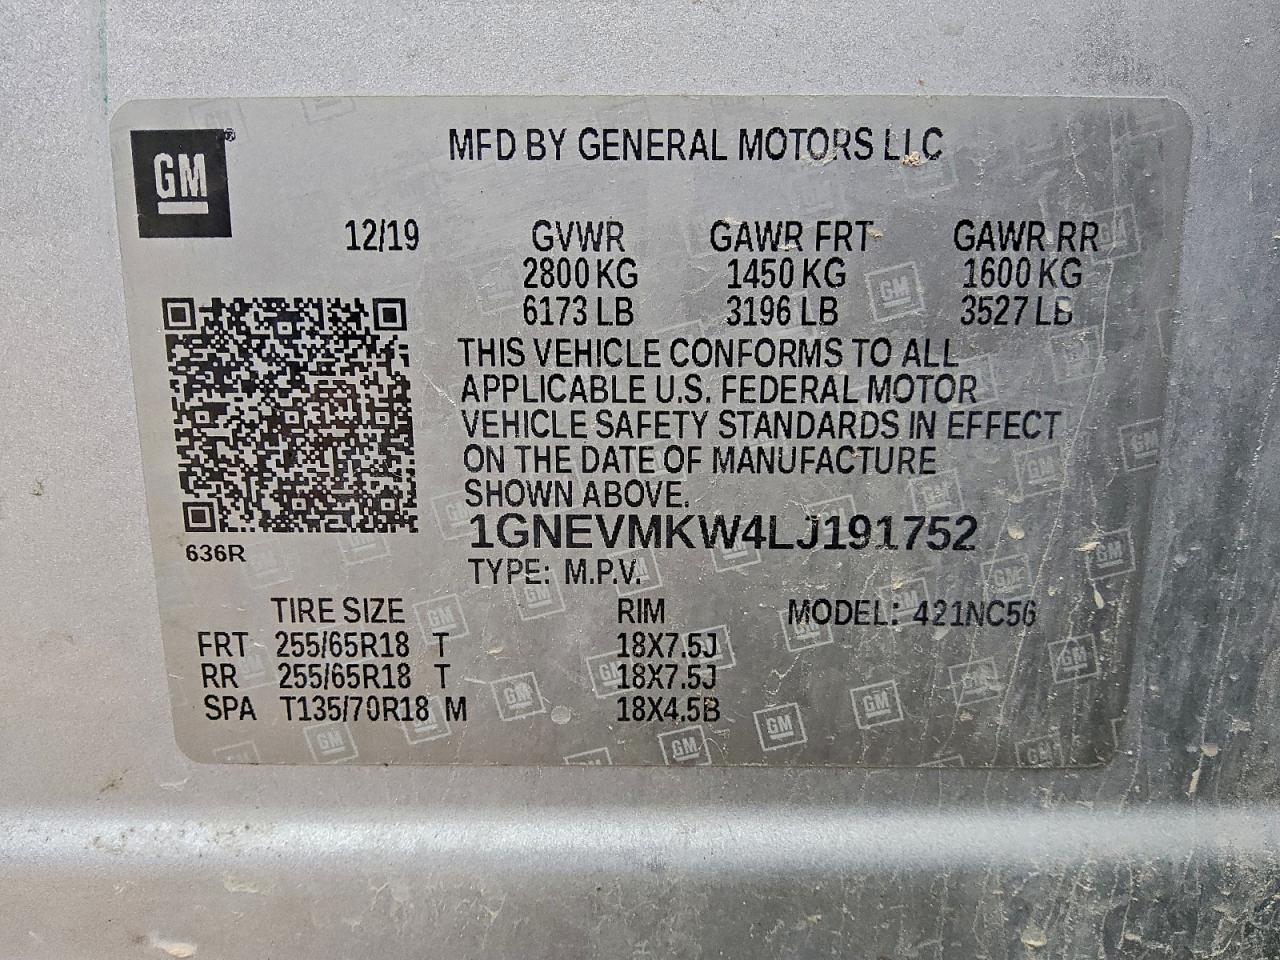 GM
MFD BY GENERAL MOTORS LLC
12/19 GVWR GAWR FRT GAWR RR
2800 KG 1450 KG 1600 KG
6173 LB 3196 LB 3527 LB
THIS VEHICLE CONFORMS TO ALL
APPLICABLE U.S. FEDERAL MOTOR
VEHICLE SAFETY STANDARDS IN EFFECT
ON THE DATE OF MANUFACTURE
SHOWN ABOVE.
636R
1GNEVMKW4LJ191752
TYPE: M.P.V.
TIRE SIZE RIM MODEL: 421NC56
FRT 255/65R18 T 18X7.5J
RR 255/65R18 T 18X7.5J
SPA T135/70R18 M 18X4.5B